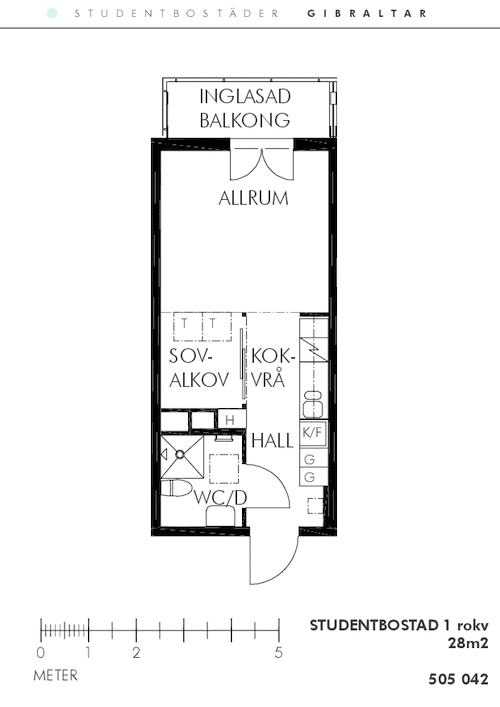 STUDENTBOSTÄDER GIBRALTAR
INGLASAD
BALKONG
ALLRUM
T T
SOV-
ALKOV
KOK-
VRÅ
H
K/F
HALL
G
G
WC/D
0 1 2 5
METER
STUDENTBOSTAD 1 rokv
28m2
505 042